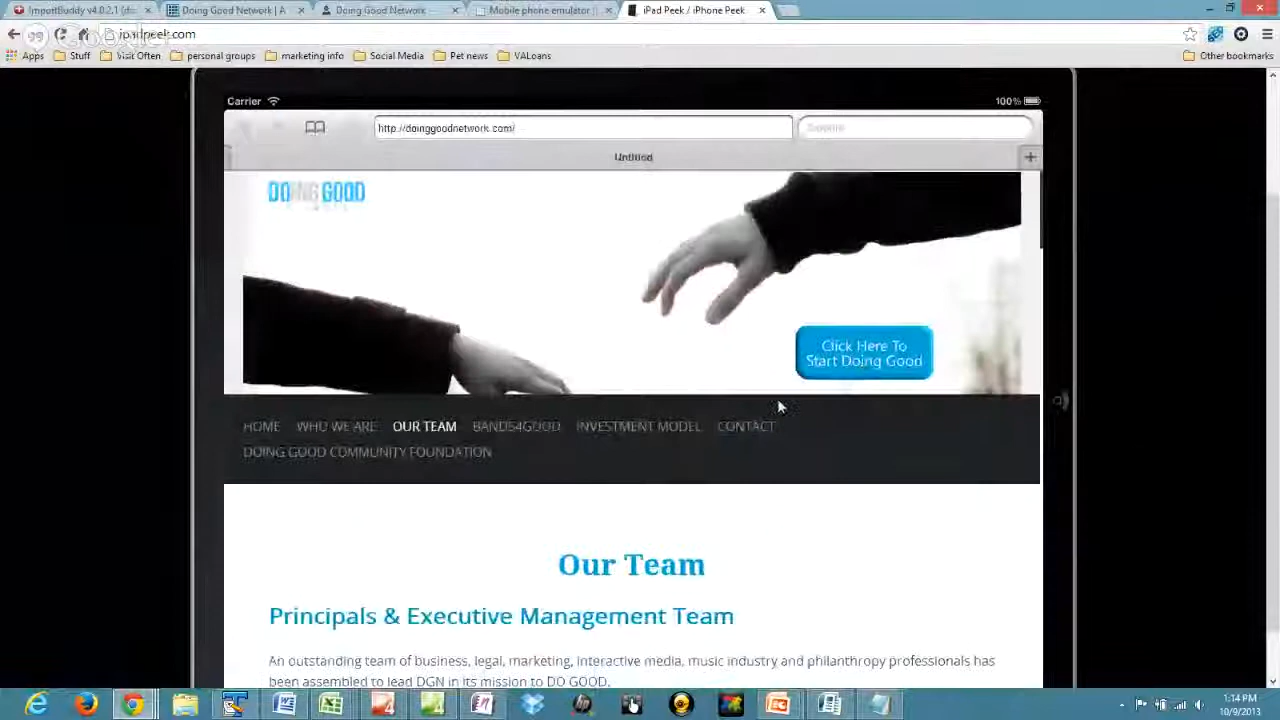 ImportBuddy v4.0.2.1 (d
Doing Good Network | A
Doing Good Network
Mobile phone emulator
iPad Peek / iPhone Peek
ipadpeek.com
Apps
Stuff
Visit Often
personal groups
marketing info
Social Media
Pet news
VALoans
Other bookmarks
Carrier
100%
http://doinggoodnetwork.com/
Untitled
DOING GOOD
Click Here To
Start Doing Good
HOME WHO WE ARE OUR TEAM BANDS4GOOD INVESTMENT MODEL CONTACT
DOING GOOD COMMUNITY FOUNDATION
Our Team
Principals & Executive Management Team
An outstanding team of business, legal, marketing, interactive media, music industry and philanthropy professionals has
been assembled to lead DGN in its mission to DO GOOD.
1:14 PM
10/9/2013